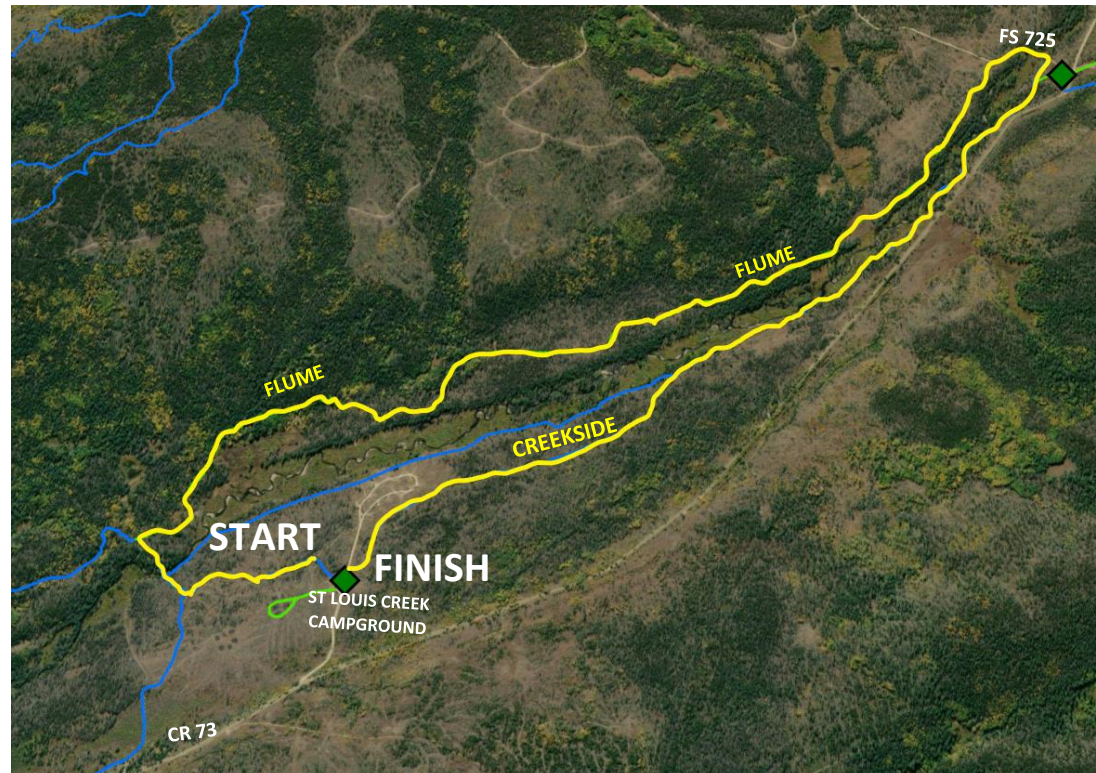 FS 725
FLUME
FLUME
CREEKSIDE
START
FINISH
ST LOUIS CREEK
CAMPGROUND
CR 73